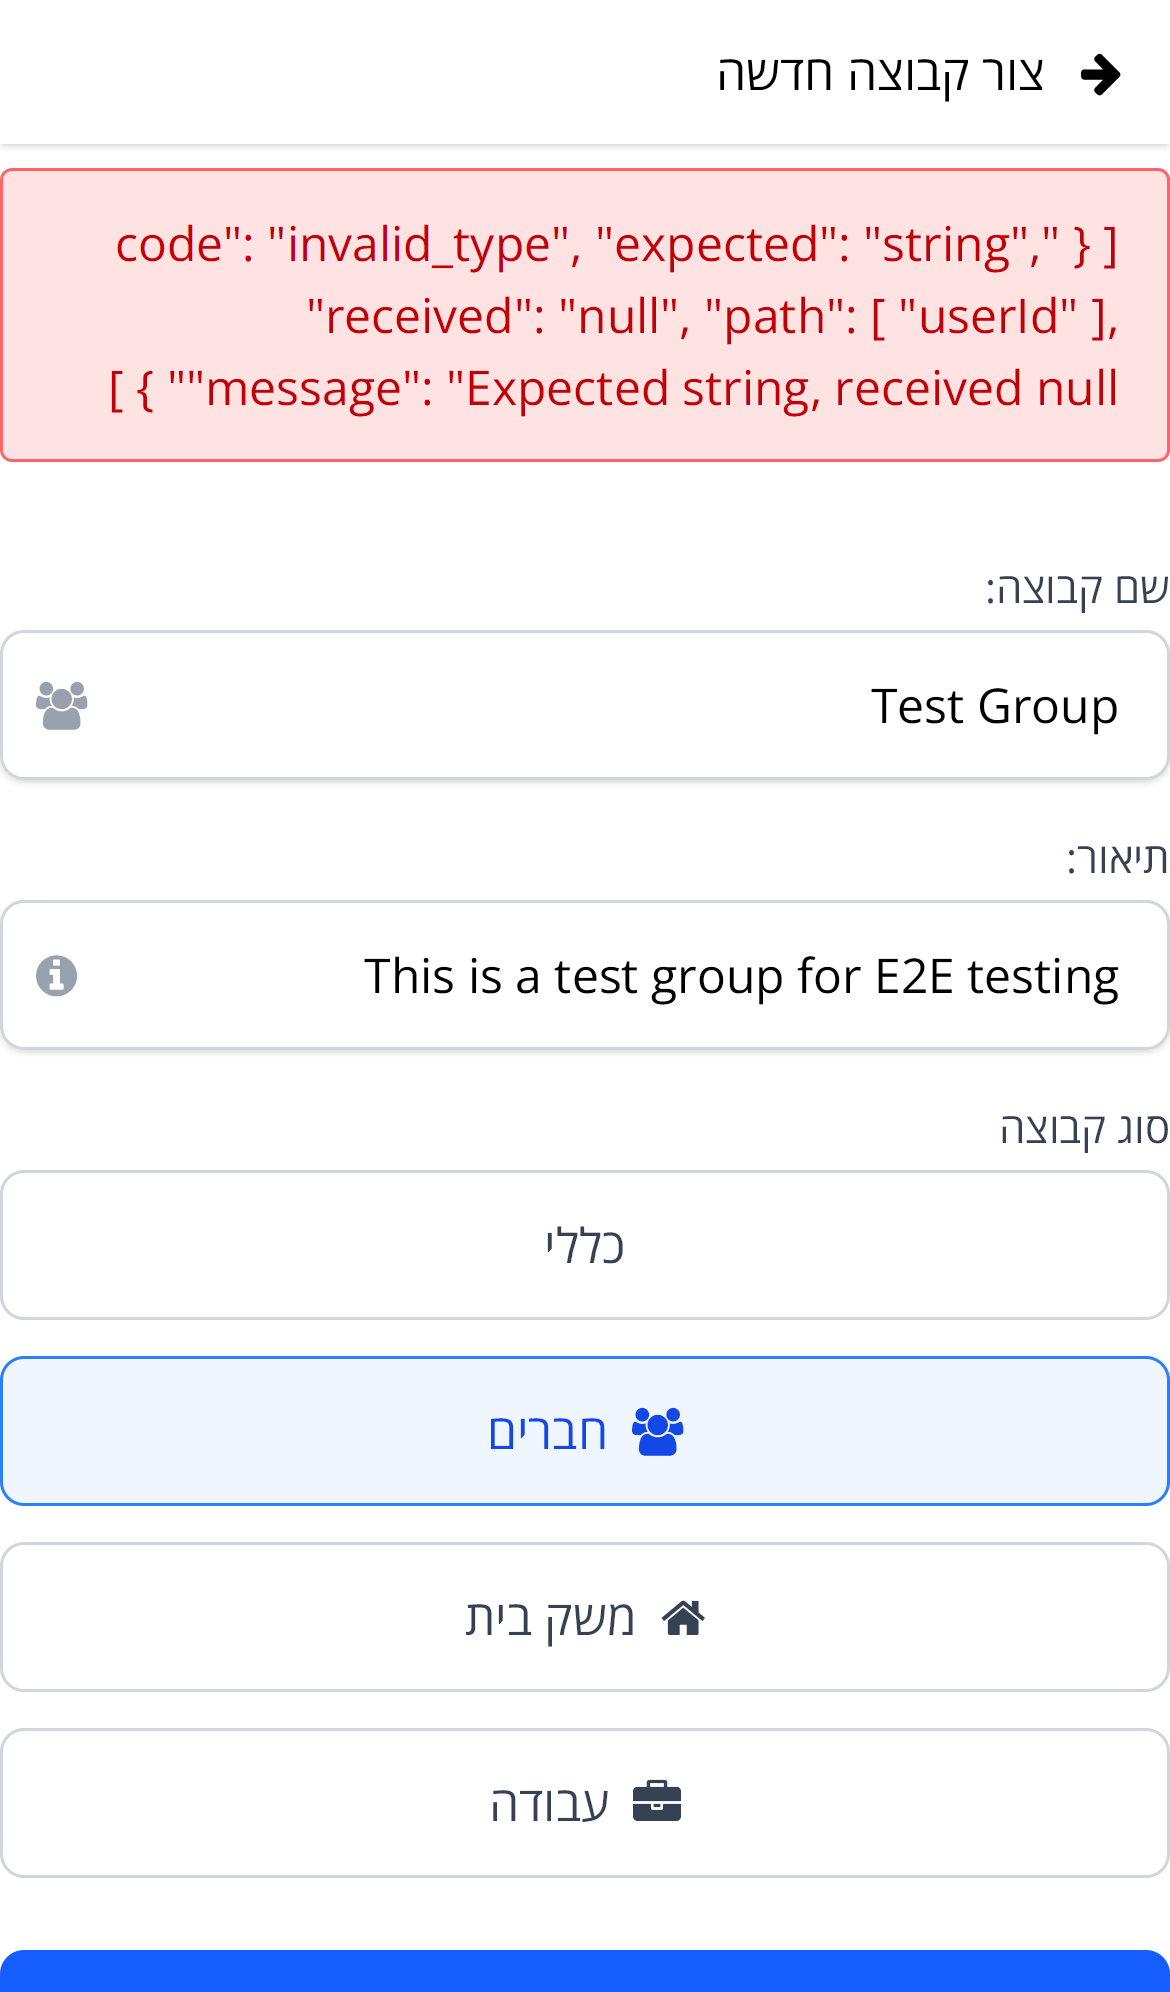 צור קבוצה חדשה
[ { "code": "invalid_type", "expected": "string",
"received": "null", "path": [ "userId" ],
"message": "Expected string, received null" } ]
שם קבוצה:
Test Group
תיאור:
This is a test group for E2E testing
סוג קבוצה
כללי
חברים
משק בית
עבודה